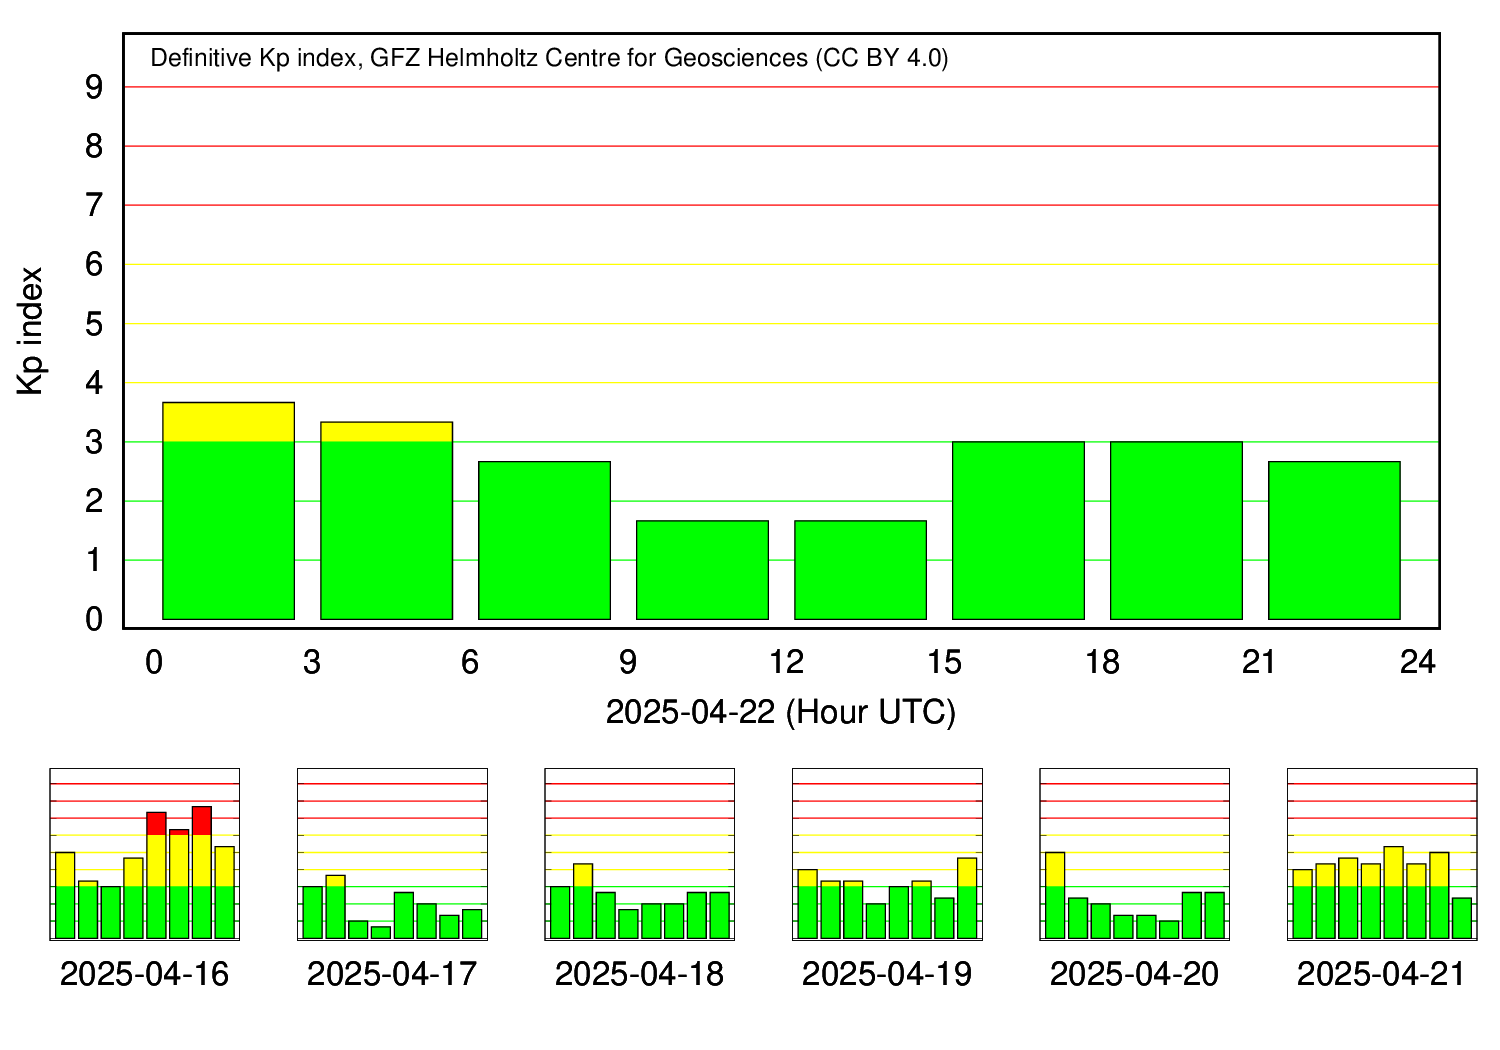 Definitive Kp index, GFZ Helmholtz Centre for Geosciences (CC BY 4.0)
9
8
7
6
5
4
3
2
1
0
Kp index
0 3 6 9 12 15 18 21 24
2025-04-22 (Hour UTC)
2025-04-16 2025-04-17 2025-04-18 2025-04-19 2025-04-20 2025-04-21